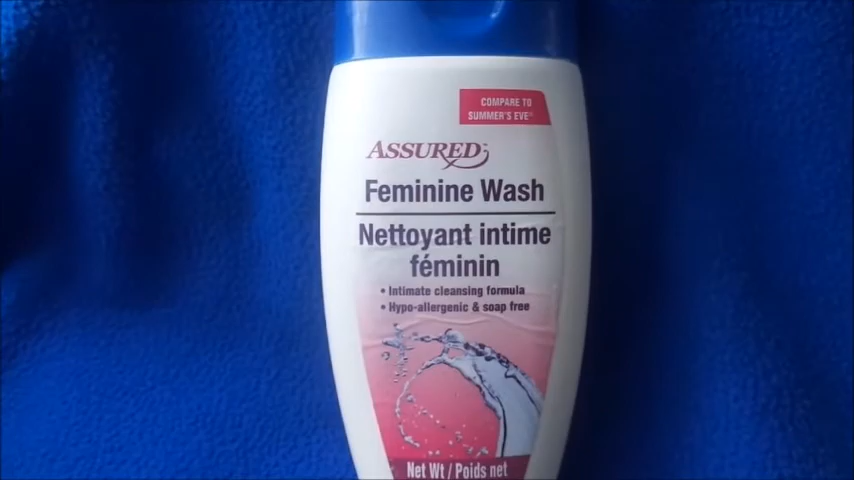 COMPARE TO
SUMMER'S EVE®
ASSURED
Feminine Wash
Nettoyant intime
féminin
• Intimate cleansing formula
• Hypo-allergenic & soap free
Net Wt / Poids net